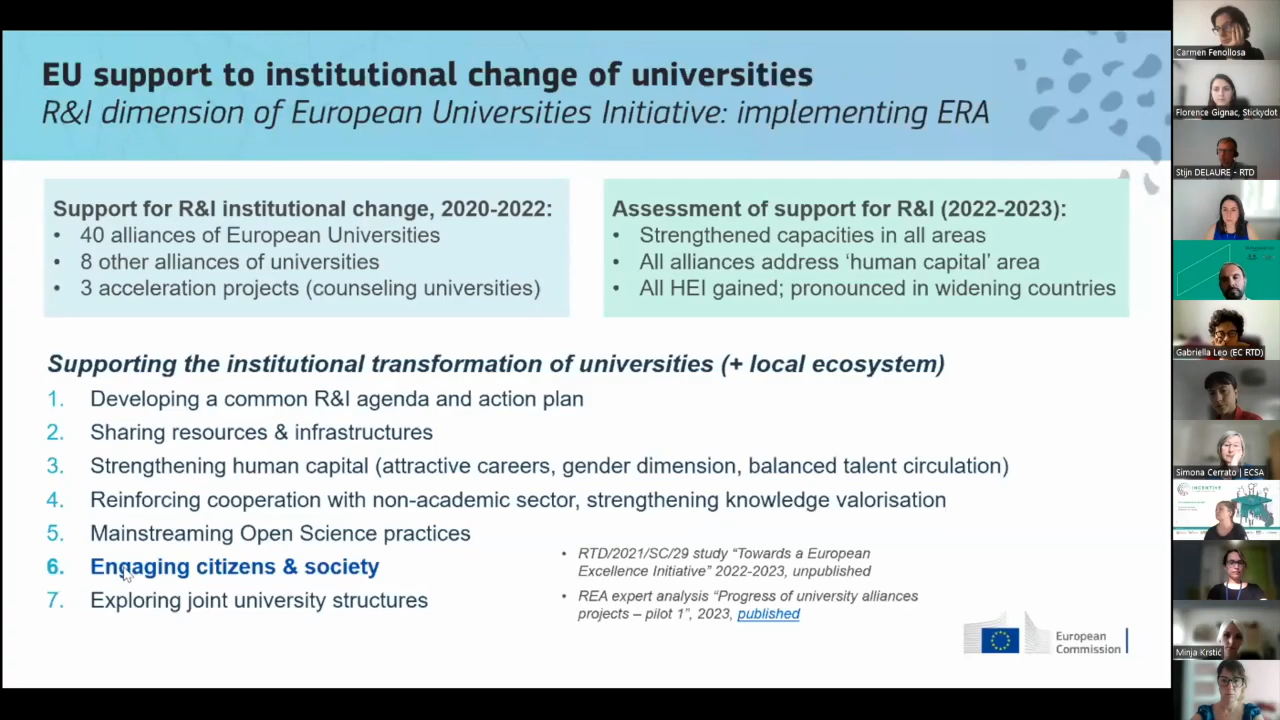 EU support to institutional change of universities
R&I dimension of European Universities Initiative: implementing ERA
Support for R&I institutional change, 2020-2022:
• 40 alliances of European Universities
• 8 other alliances of universities
• 3 acceleration projects (counseling universities)
Assessment of support for R&I (2022-2023):
• Strengthened capacities in all areas
• All alliances address ‘human capital’ area
• All HEI gained; pronounced in widening countries
Supporting the institutional transformation of universities (+ local ecosystem)
1. Developing a common R&I agenda and action plan
2. Sharing resources & infrastructures
3. Strengthening human capital (attractive careers, gender dimension, balanced talent circulation)
4. Reinforcing cooperation with non-academic sector, strengthening knowledge valorisation
5. Mainstreaming Open Science practices
6. Engaging citizens & society
7. Exploring joint university structures
• RTD/2021/SC/29 study “Towards a European
Excellence Initiative” 2022-2023, unpublished
• REA expert analysis “Progress of university alliances
projects – pilot 1”, 2023, published
European
Commission
Carmen Fenollosa
Florence Gignac, Stickydot
Stijn DELAURE - RTD
Gabriella Leo (EC RTD)
Simona Cerrato | ECSA
INCENTIVE
Minja Krstić